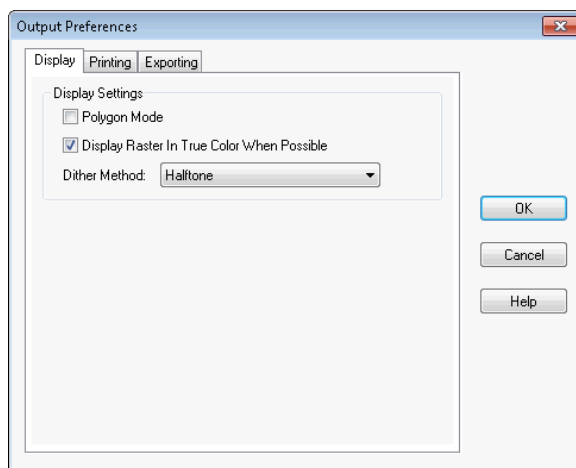 Output Preferences
Display Printing Exporting
Display Settings
Polygon Mode
Display Raster In True Color When Possible
Dither Method: Halftone
OK
Cancel
Help